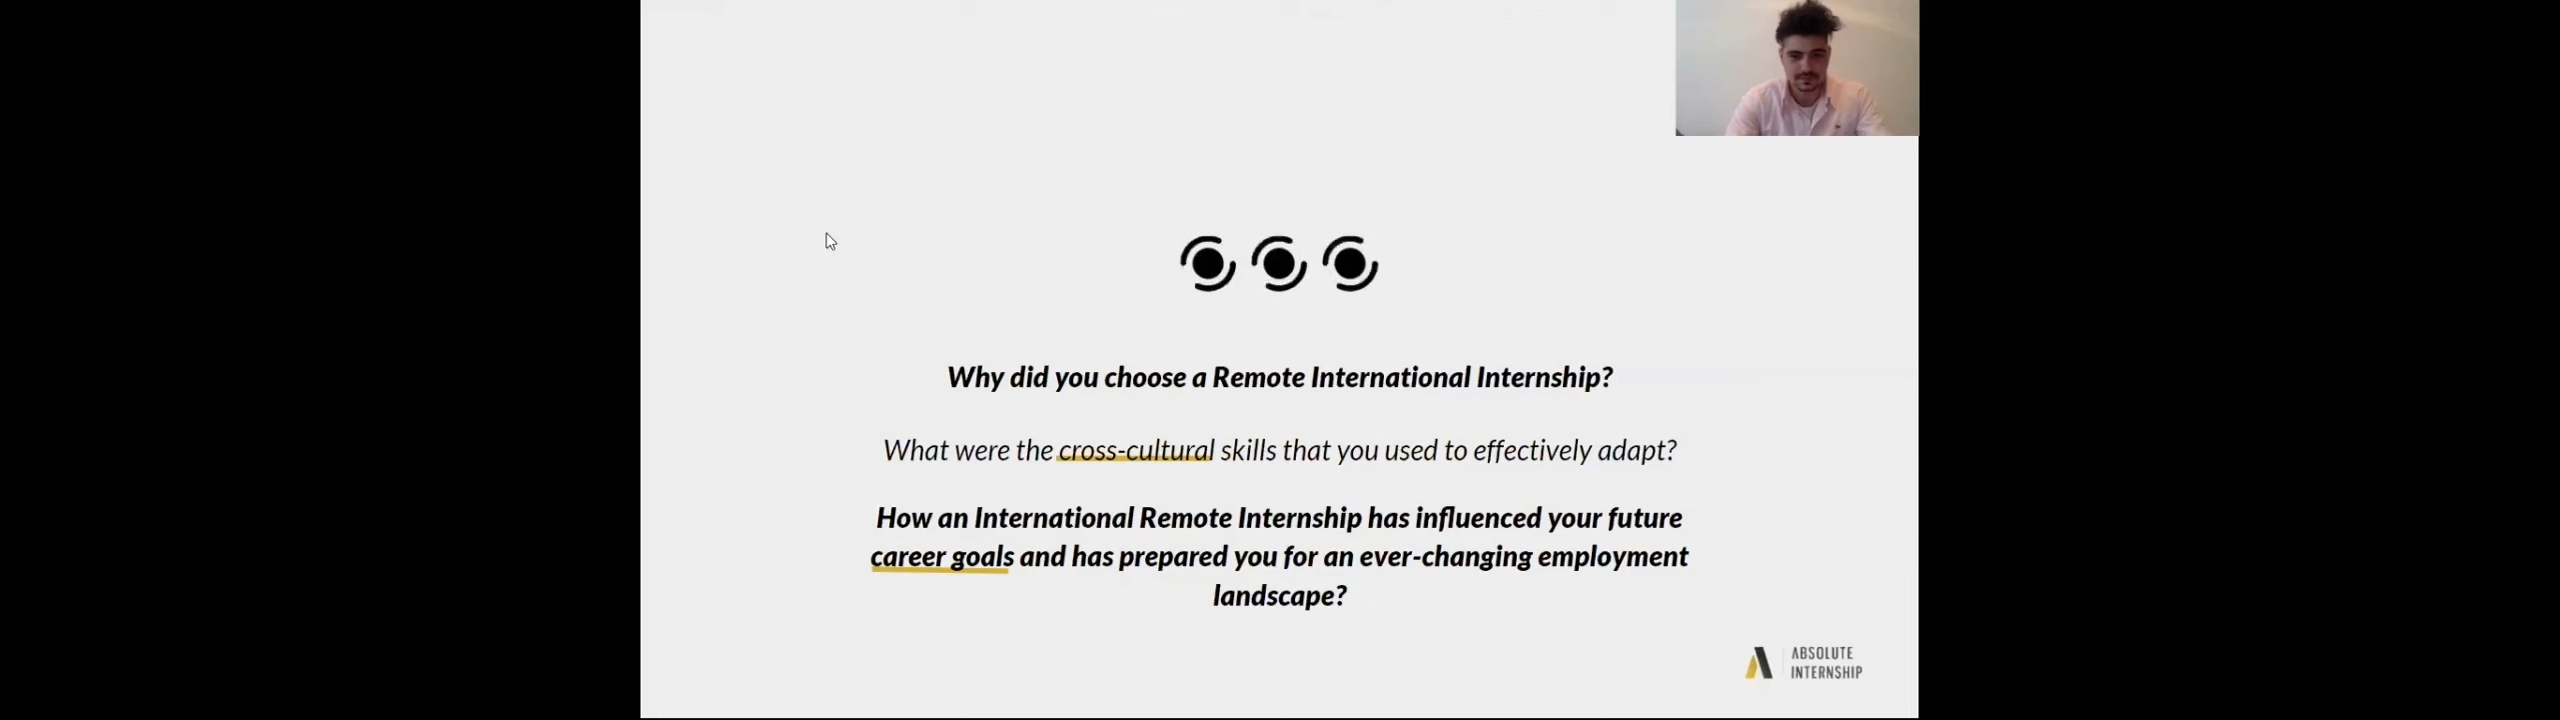 Why did you choose a Remote International Internship?
What were the cross-cultural skills that you used to effectively adapt?
How an International Remote Internship has influenced your future
career goals and has prepared you for an ever-changing employment
landscape?
ABSOLUTE
INTERNSHIP